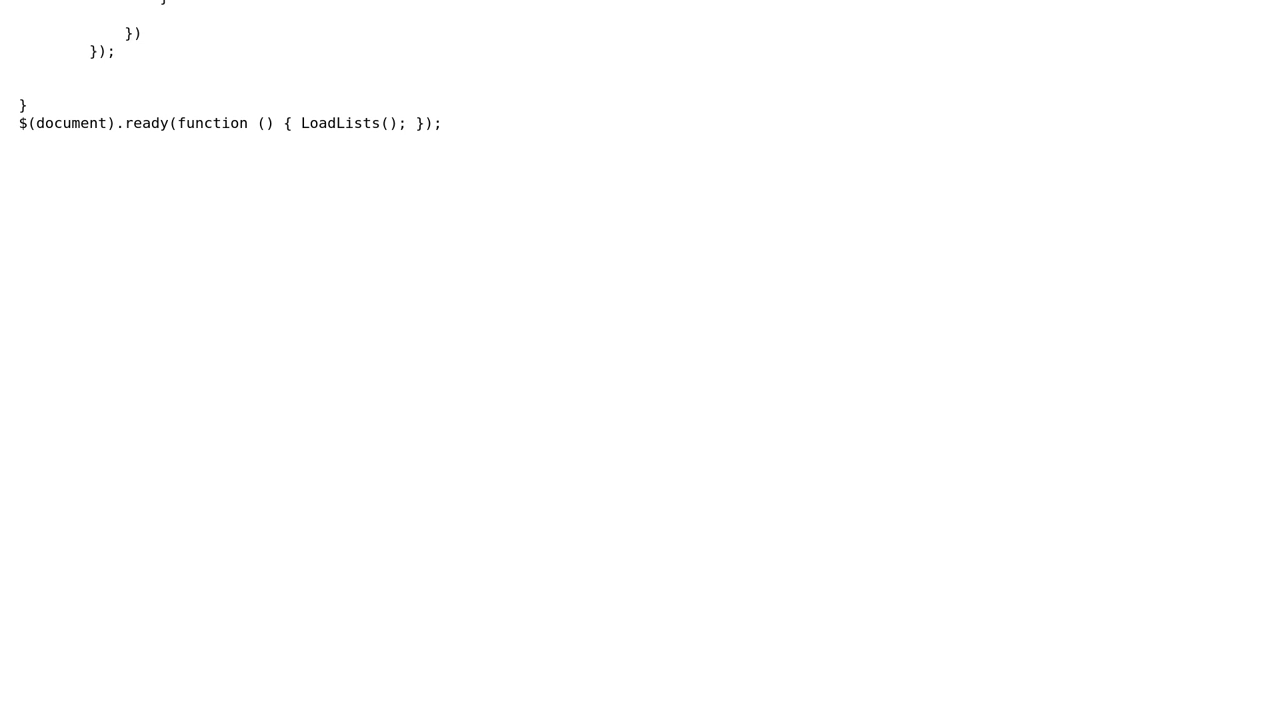 }
})
});
}
$(document).ready(function () { LoadLists(); });